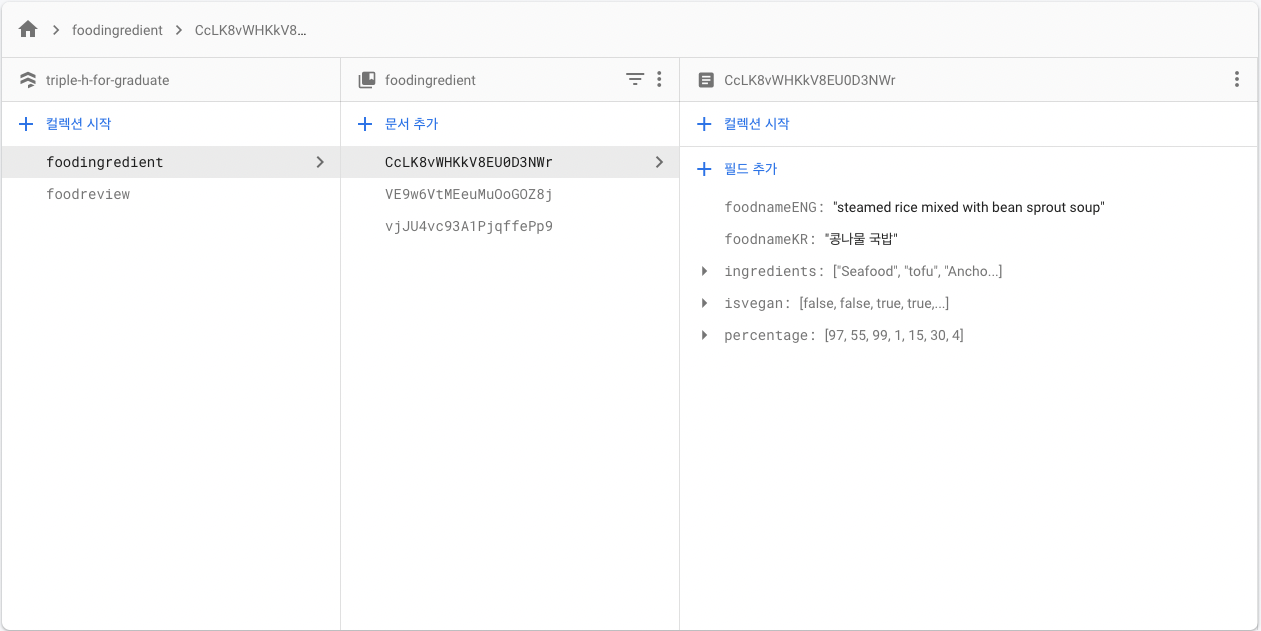 foodingredient > CcLK8vWHKkV8...
triple-h-for-graduate
컬렉션 시작
foodingredient
foodreview
foodingredient
문서 추가
CcLK8vWHKkV8EU0D3NWr
VE9w6VtMEeuMuOoGOZ8j
vjJU4vc93A1PjqffePp9
CcLK8vWHKkV8EU0D3NWr
컬렉션 시작
필드 추가
foodnameENG: "steamed rice mixed with bean sprout soup"
foodnameKR: "콩나물 국밥"
ingredients: ["Seafood", "tofu", "Ancho...]
isvegan: [false, false, true, true,...]
percentage: [97, 55, 99, 1, 15, 30, 4]